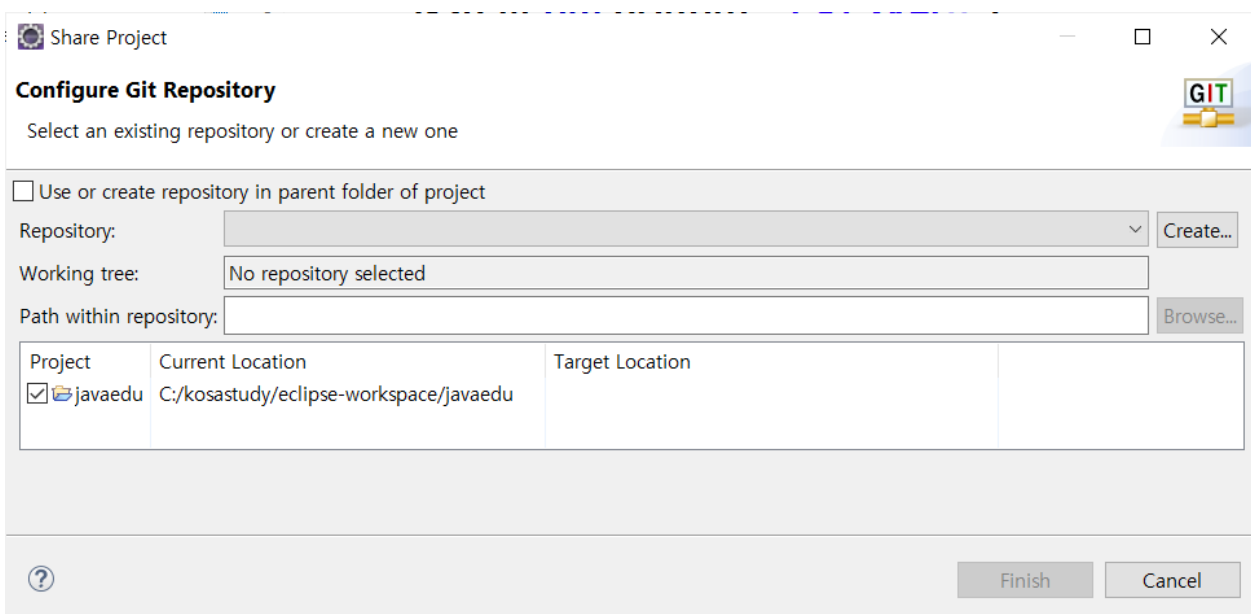 Share Project
Configure Git Repository
GIT
Select an existing repository or create a new one
Use or create repository in parent folder of project
Repository: Create...
Working tree: No repository selected
Path within repository: Browse...
Project Current Location Target Location
javaedu C:/kosastudy/eclipse-workspace/javaedu
Finish Cancel